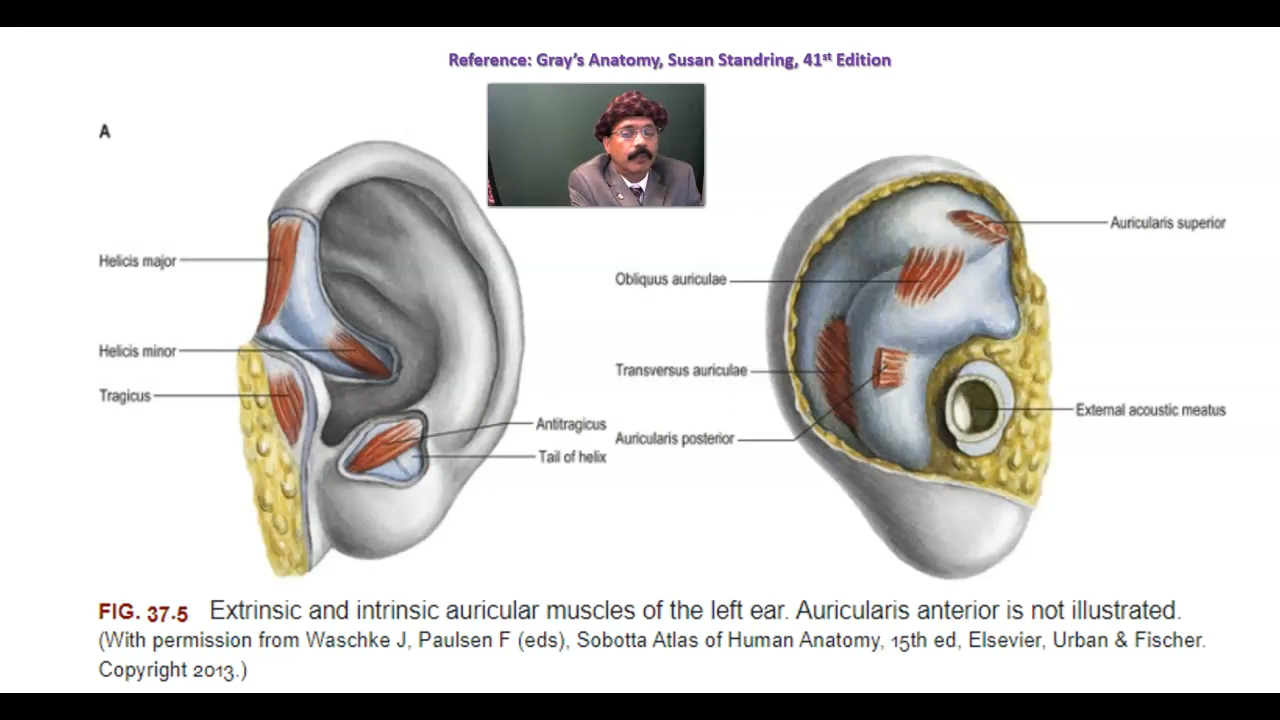 Reference: Gray's Anatomy, Susan Standring, 41st Edition
A
Helicis major
Helicis minor
Tragicus
Antitragicus
Tail of helix
Auricularis superior
Obliquus auriculae
Transversus auriculae
Auricularis posterior
External acoustic meatus
FIG. 37.5 Extrinsic and intrinsic auricular muscles of the left ear. Auricularis anterior is not illustrated.
(With permission from Waschke J, Paulsen F (eds), Sobotta Atlas of Human Anatomy, 15th ed, Elsevier, Urban & Fischer.
Copyright 2013.)